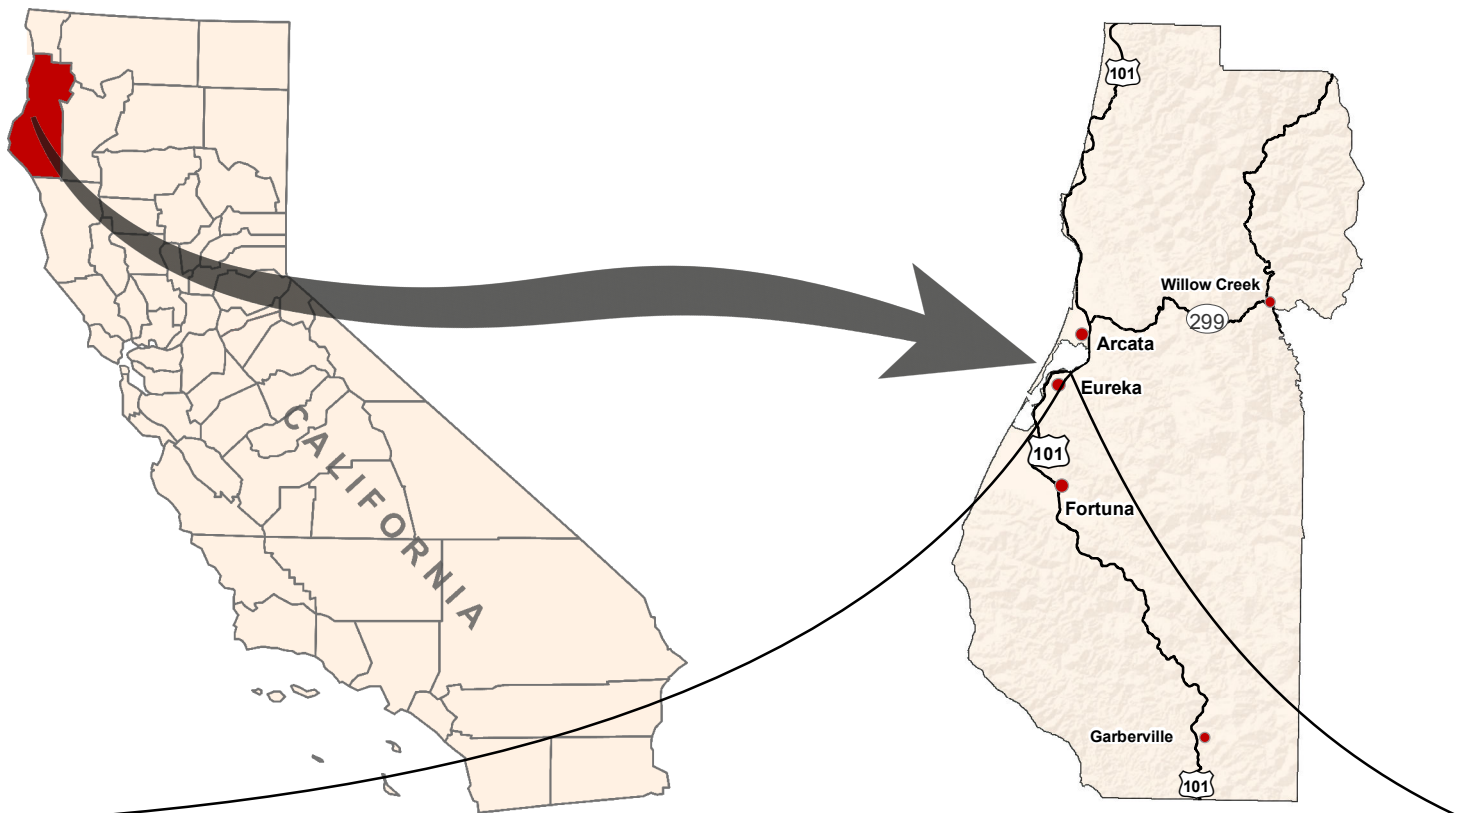 CALIFORNIA
101
Willow Creek
299
Arcata
Eureka
101
Fortuna
Garberville
101